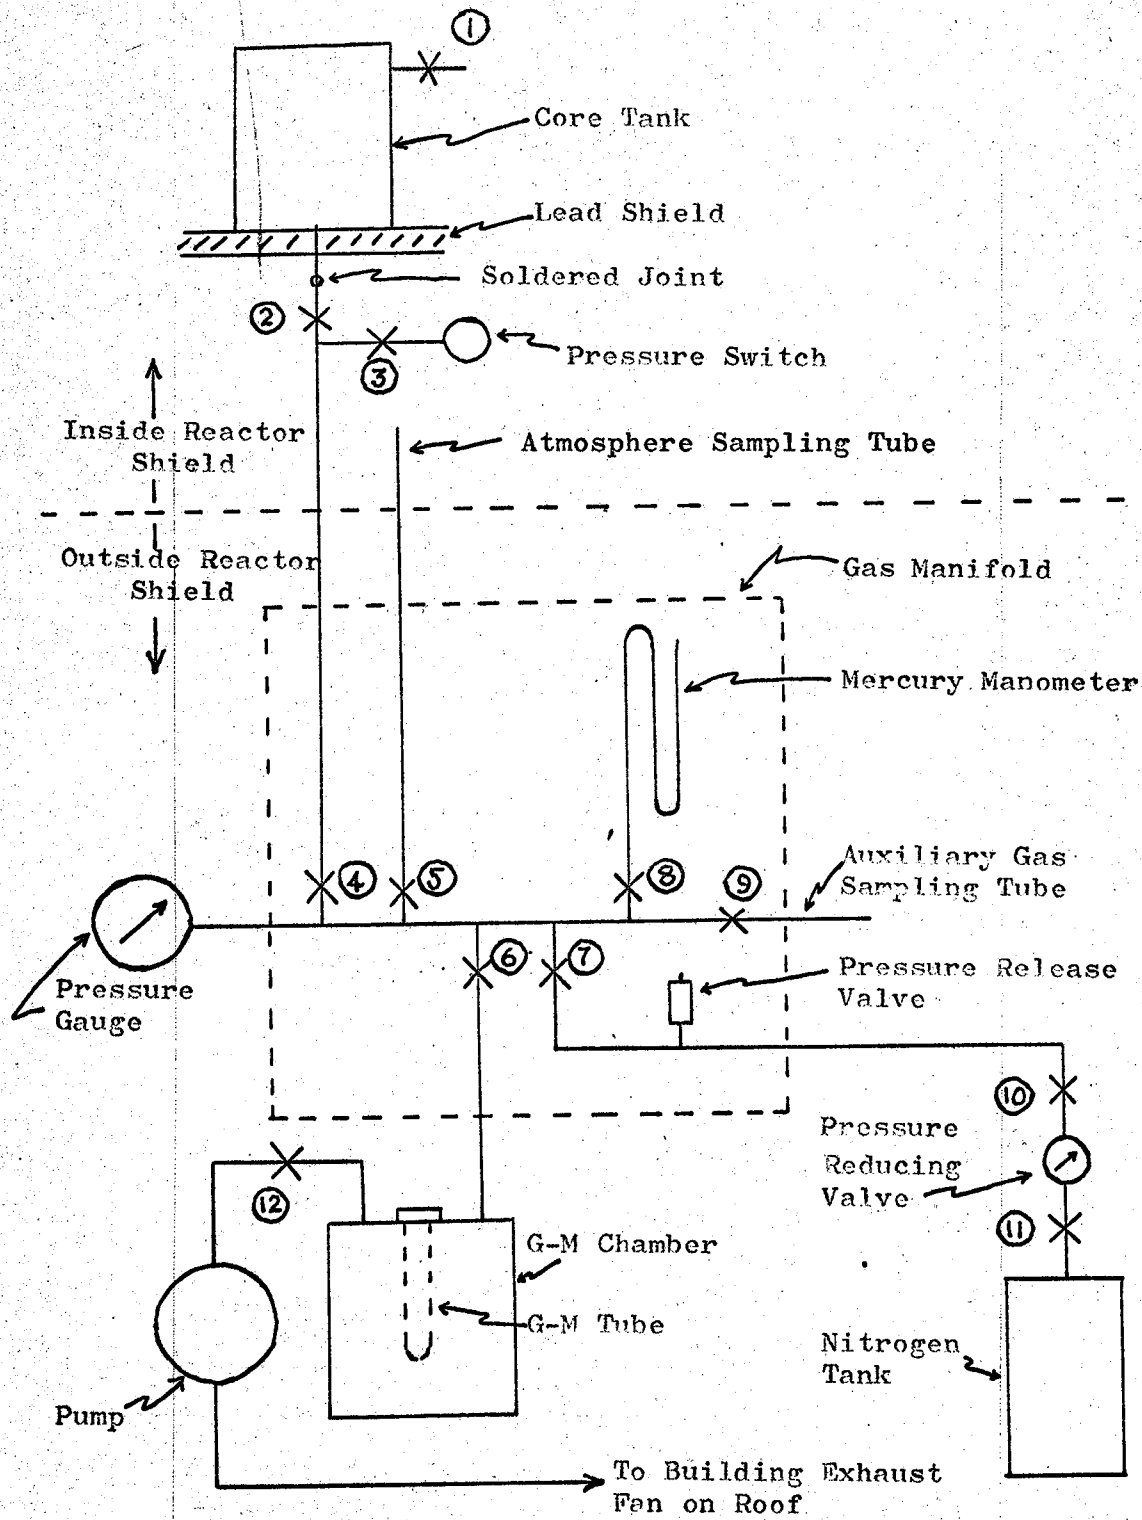 ①
Core Tank
Lead Shield
Soldered Joint
②
Pressure Switch
③
Inside Reactor
Shield
Atmosphere Sampling Tube
Outside Reactor
Shield
Gas Manifold
Mercury Manometer
④
⑤
⑧
⑨
Auxiliary Gas
Sampling Tube
⑥
⑦
Pressure Release
Valve
Pressure
Gauge
⑩
Pressure
Reducing
Valve
⑫
⑪
G-M Chamber
G-M Tube
Nitrogen
Tank
Pump
To Building Exhaust
Fan on Roof